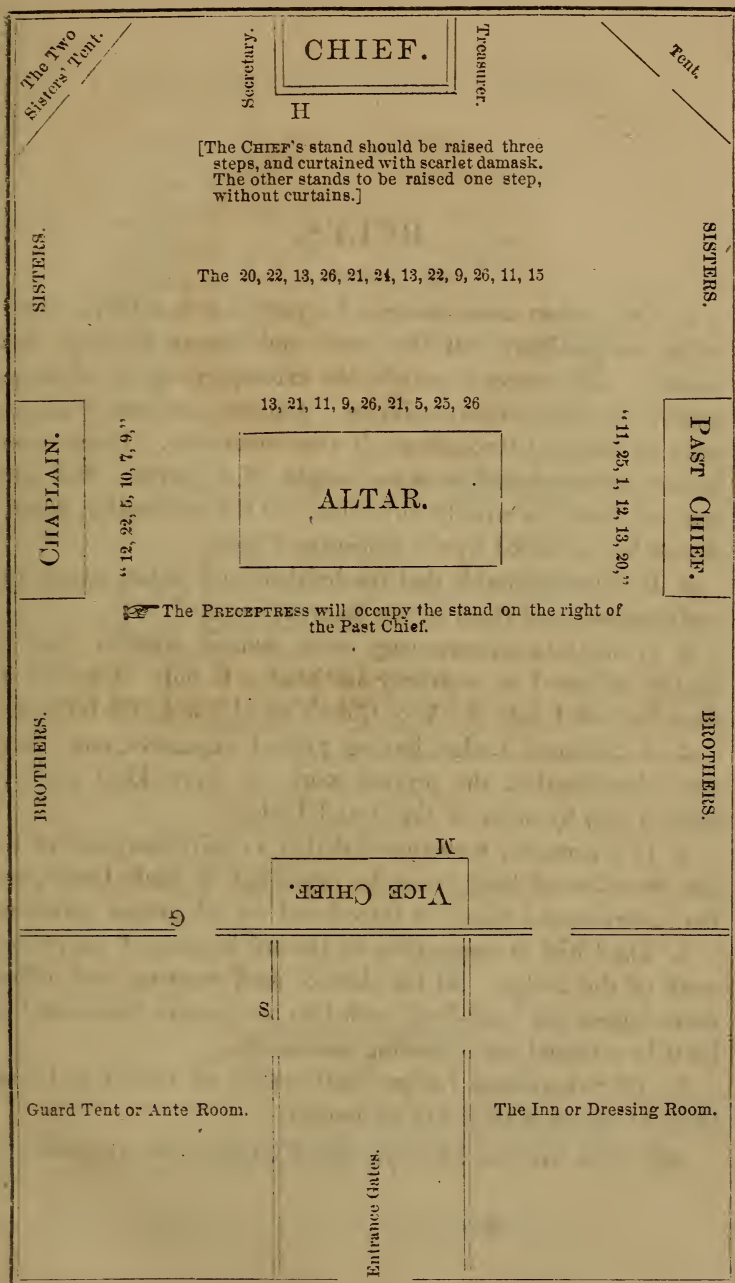 The Two
Sisters' Tent.
Secretary.
CHIEF.
Treasurer.
Tent.
H
[The CHIEF's stand should be raised three
steps, and curtained with scarlet damask.
The other stands to be raised one step,
without curtains.]
SISTERS.
SISTERS.
The 20, 22, 13, 26, 21, 24, 13, 22, 9, 26, 11, 15
13, 21, 11, 9, 26, 21, 5, 25, 26
CHAPLAIN.
"12, 22, 5, 10, 7, 9,"
ALTAR.
"11, 25, 1, 12, 13, 20,"
PAST CHIEF.
☞ The PRECEPTRESS will occupy the stand on the right of
the Past Chief.
BROTHERS.
BROTHERS.
M
VICE CHIEF.
G
S
Guard Tent or Ante Room.
The Inn or Dressing Room.
Entrance Gates.